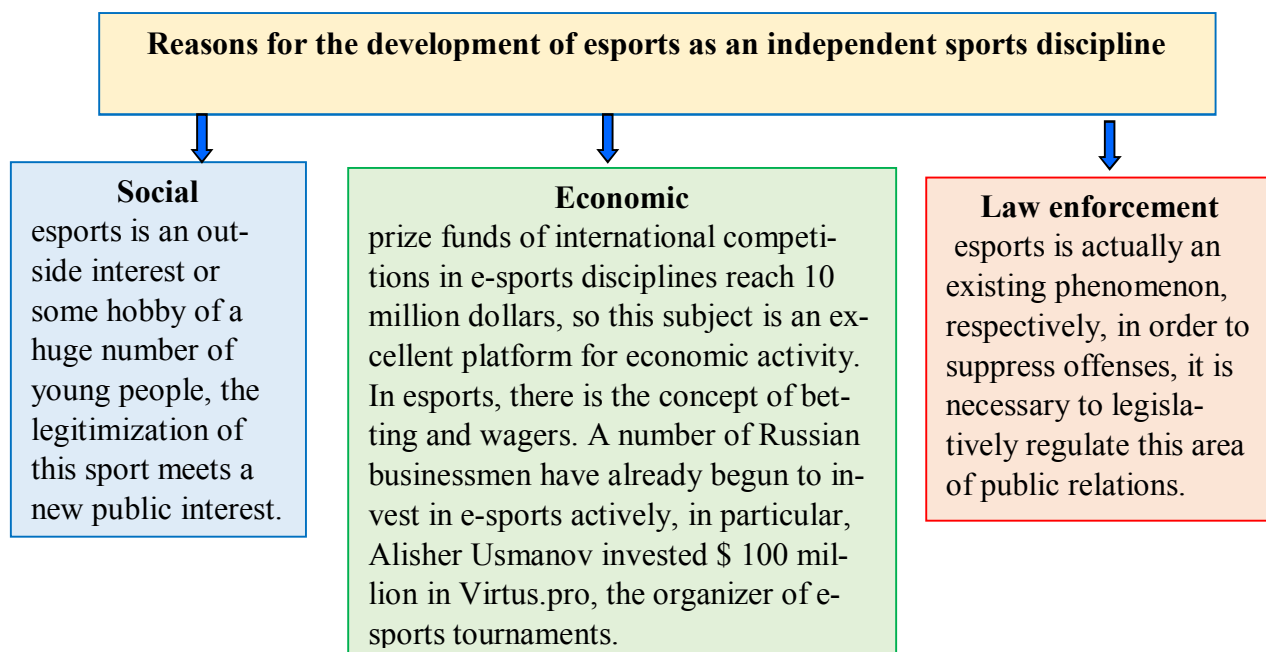 Reasons for the development of esports as an independent sports discipline
Social
esports is an out-
side interest or
some hobby of a
huge number of
young people, the
legitimization of
this sport meets a
new public interest.
Economic
prize funds of international competi-
tions in e-sports disciplines reach 10
million dollars, so this subject is an ex-
cellent platform for economic activity.
In esports, there is the concept of bet-
ting and wagers. A number of Russian
businessmen have already begun to in-
vest in e-sports actively, in particular,
Alisher Usmanov invested $ 100 mil-
lion in Virtus.pro, the organizer of e-
sports tournaments.
Law enforcement
esports is actually an
existing phenomenon,
respectively, in order to
suppress offenses, it is
necessary to legisla-
tively regulate this area
of public relations.